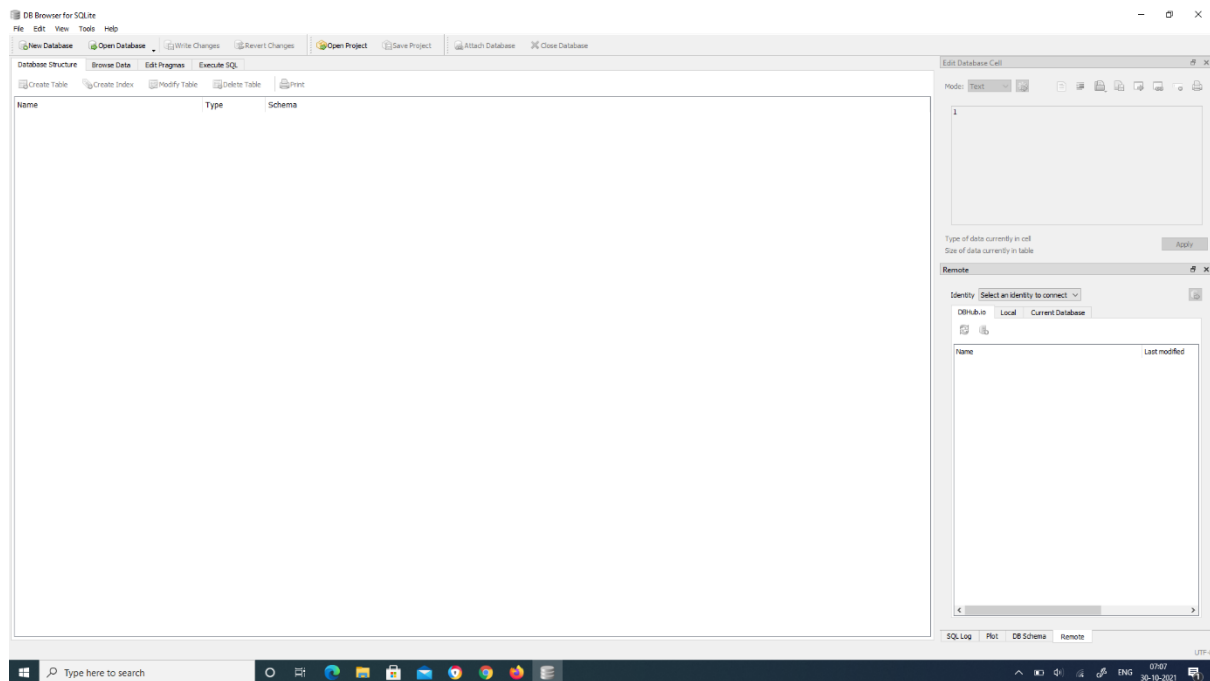 DB Browser for SQLite
File Edit View Tools Help
New Database Open Database Write Changes Revert Changes Open Project Save Project Attach Database Close Database
Database Structure Browse Data Edit Pragmas Execute SQL
Create Table Create Index Modify Table Delete Table Print
Name Type Schema
Edit Database Cell
Mode: Text
1
Type of data currently in cell
Size of data currently in table
Apply
Remote
Identity Select an identity to connect
DBHub.io Local Current Database
Name Last modified
SQL Log Plot DB Schema Remote
Type here to search
ENG
07:07
30-10-2021